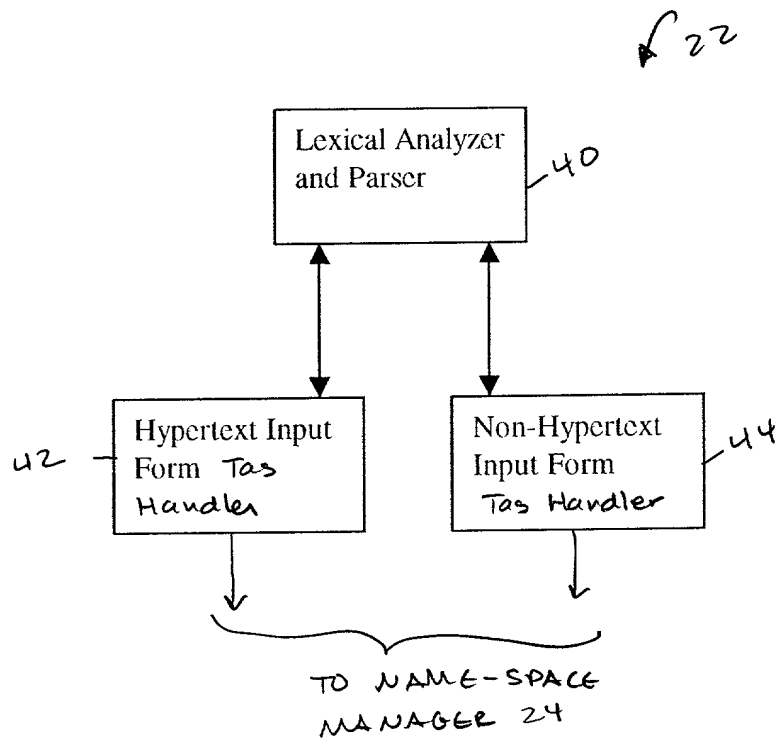 22
Lexical Analyzer
and Parser
40
Hypertext Input
Form Tag
Handler
42
Non-Hypertext
Input Form
Tag Handler
44
TO NAME-SPACE
MANAGER 24